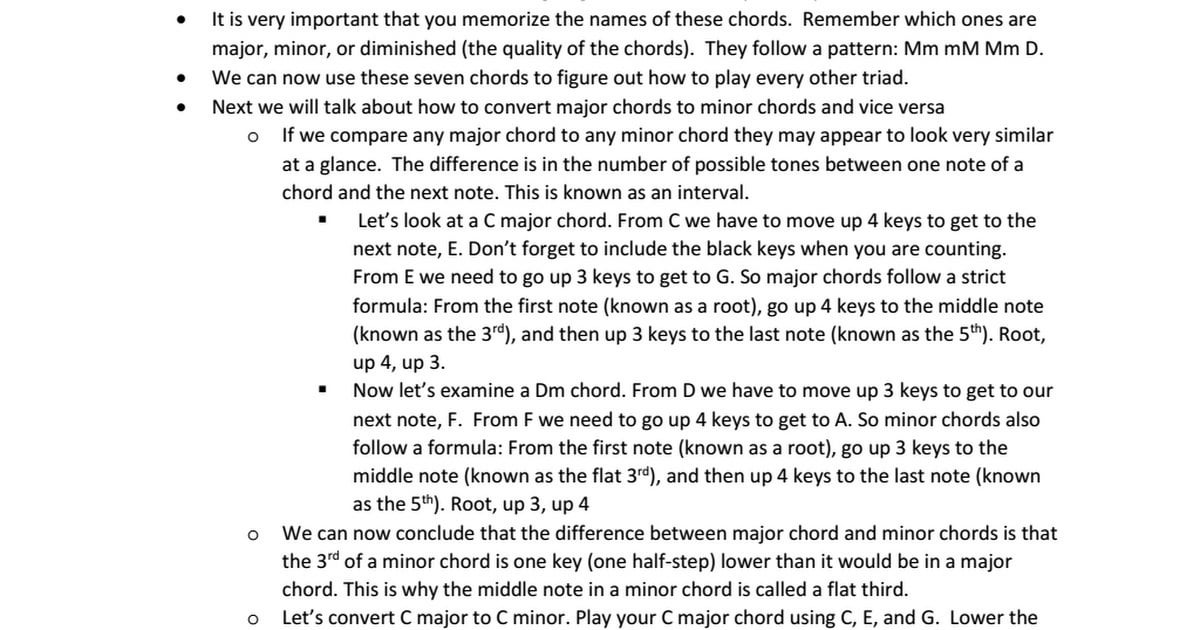 • It is very important that you memorize the names of these chords.  Remember which ones are
major, minor, or diminished (the quality of the chords).  They follow a pattern: Mm mM Mm D.
• We can now use these seven chords to figure out how to play every other triad.
• Next we will talk about how to convert major chords to minor chords and vice versa
o If we compare any major chord to any minor chord they may appear to look very similar
at a glance.  The difference is in the number of possible tones between one note of a
chord and the next note. This is known as an interval.
▪ Let’s look at a C major chord. From C we have to move up 4 keys to get to the
next note, E. Don’t forget to include the black keys when you are counting.
From E we need to go up 3 keys to get to G. So major chords follow a strict
formula: From the first note (known as a root), go up 4 keys to the middle note
(known as the 3rd), and then up 3 keys to the last note (known as the 5th). Root,
up 4, up 3.
▪ Now let’s examine a Dm chord. From D we have to move up 3 keys to get to our
next note, F.  From F we need to go up 4 keys to get to A. So minor chords also
follow a formula: From the first note (known as a root), go up 3 keys to the
middle note (known as the flat 3rd), and then up 4 keys to the last note (known
as the 5th). Root, up 3, up 4
o We can now conclude that the difference between major chord and minor chords is that
the 3rd of a minor chord is one key (one half-step) lower than it would be in a major
chord. This is why the middle note in a minor chord is called a flat third.
o Let’s convert C major to C minor. Play your C major chord using C, E, and G.  Lower the